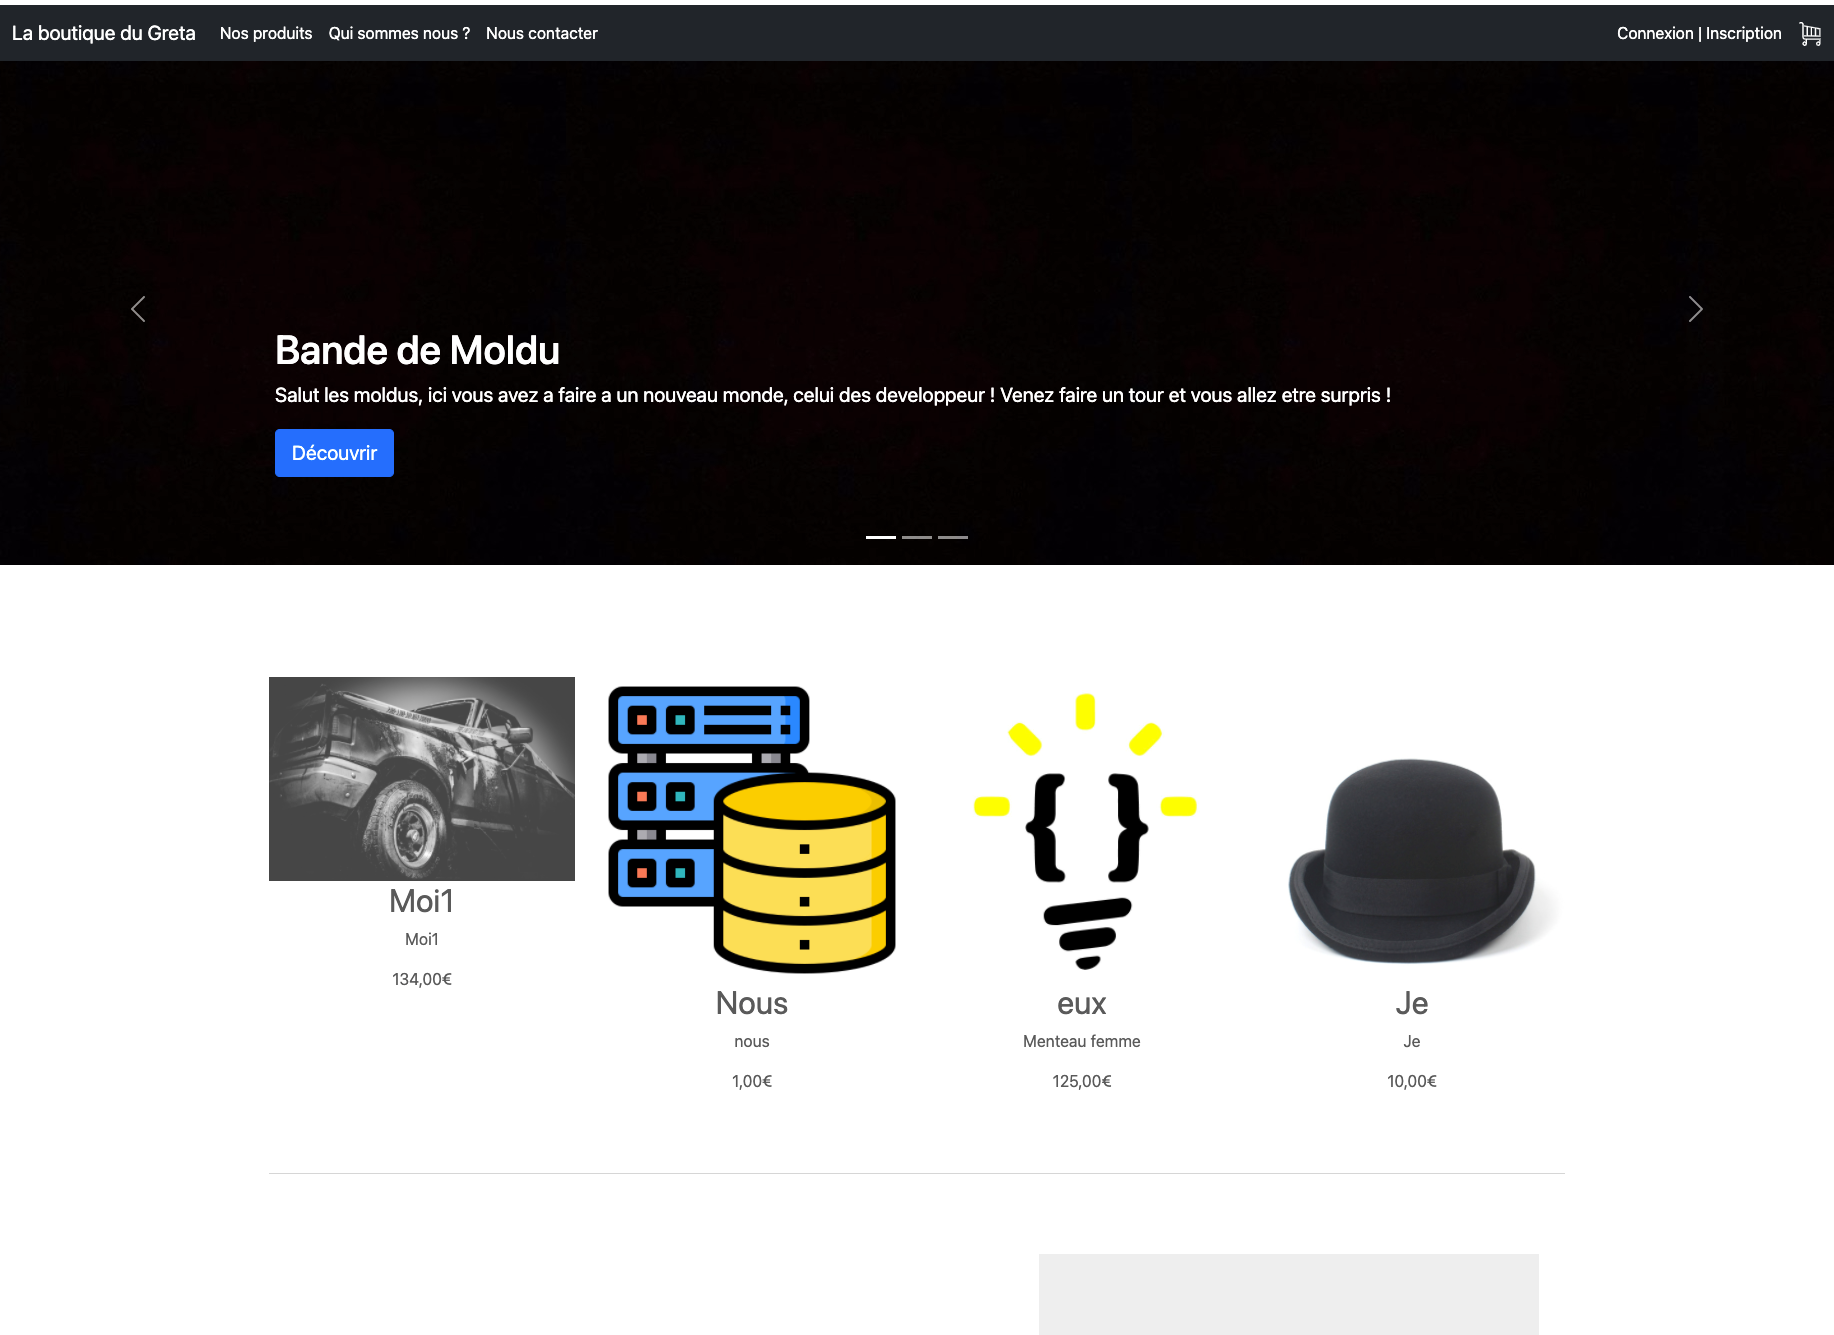 La boutique du Greta Nos produits Qui sommes nous ? Nous contacter Connexion | Inscription
Bande de Moldu
Salut les moldus, ici vous avez a faire a un nouveau monde, celui des developpeur ! Venez faire un tour et vous allez etre surpris !
Découvrir
Moi1
Moi1
134,00€
Nous
nous
1,00€
eux
Menteau femme
125,00€
Je
Je
10,00€